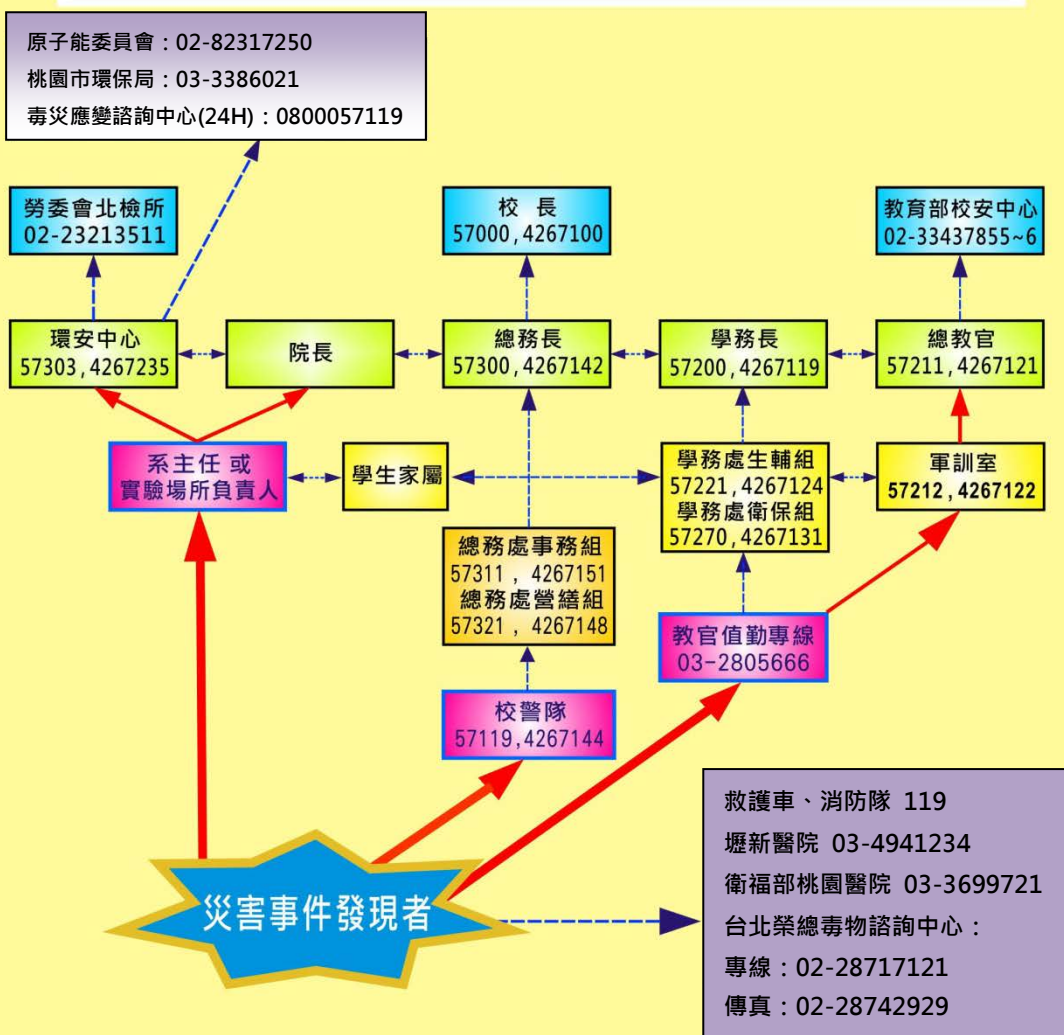 原子能委員會：02-82317250
桃園市環保局：03-3386021
毒災應變諮詢中心(24H)：0800057119
勞委會北檢所
02-23213511
校 長
57000,4267100
教育部校安中心
02-33437855~6
環安中心
57303,4267235
院長
總務長
57300,4267142
學務長
57200,4267119
總教官
57211,4267121
系主任 或
實驗場所負責人
學生家屬
學務處生輔組
57221,4267124
學務處衛保組
57270,4267131
軍訓室
57212,4267122
總務處事務組
57311 , 4267151
總務處營繕組
57321 , 4267148
教官值勤專線
03-2805666
校警隊
57119,4267144
災害事件發現者
救護車、消防隊 119
壢新醫院 03-4941234
衛福部桃園醫院 03-3699721
台北榮總毒物諮詢中心：
專線：02-28717121
傳真：02-28742929